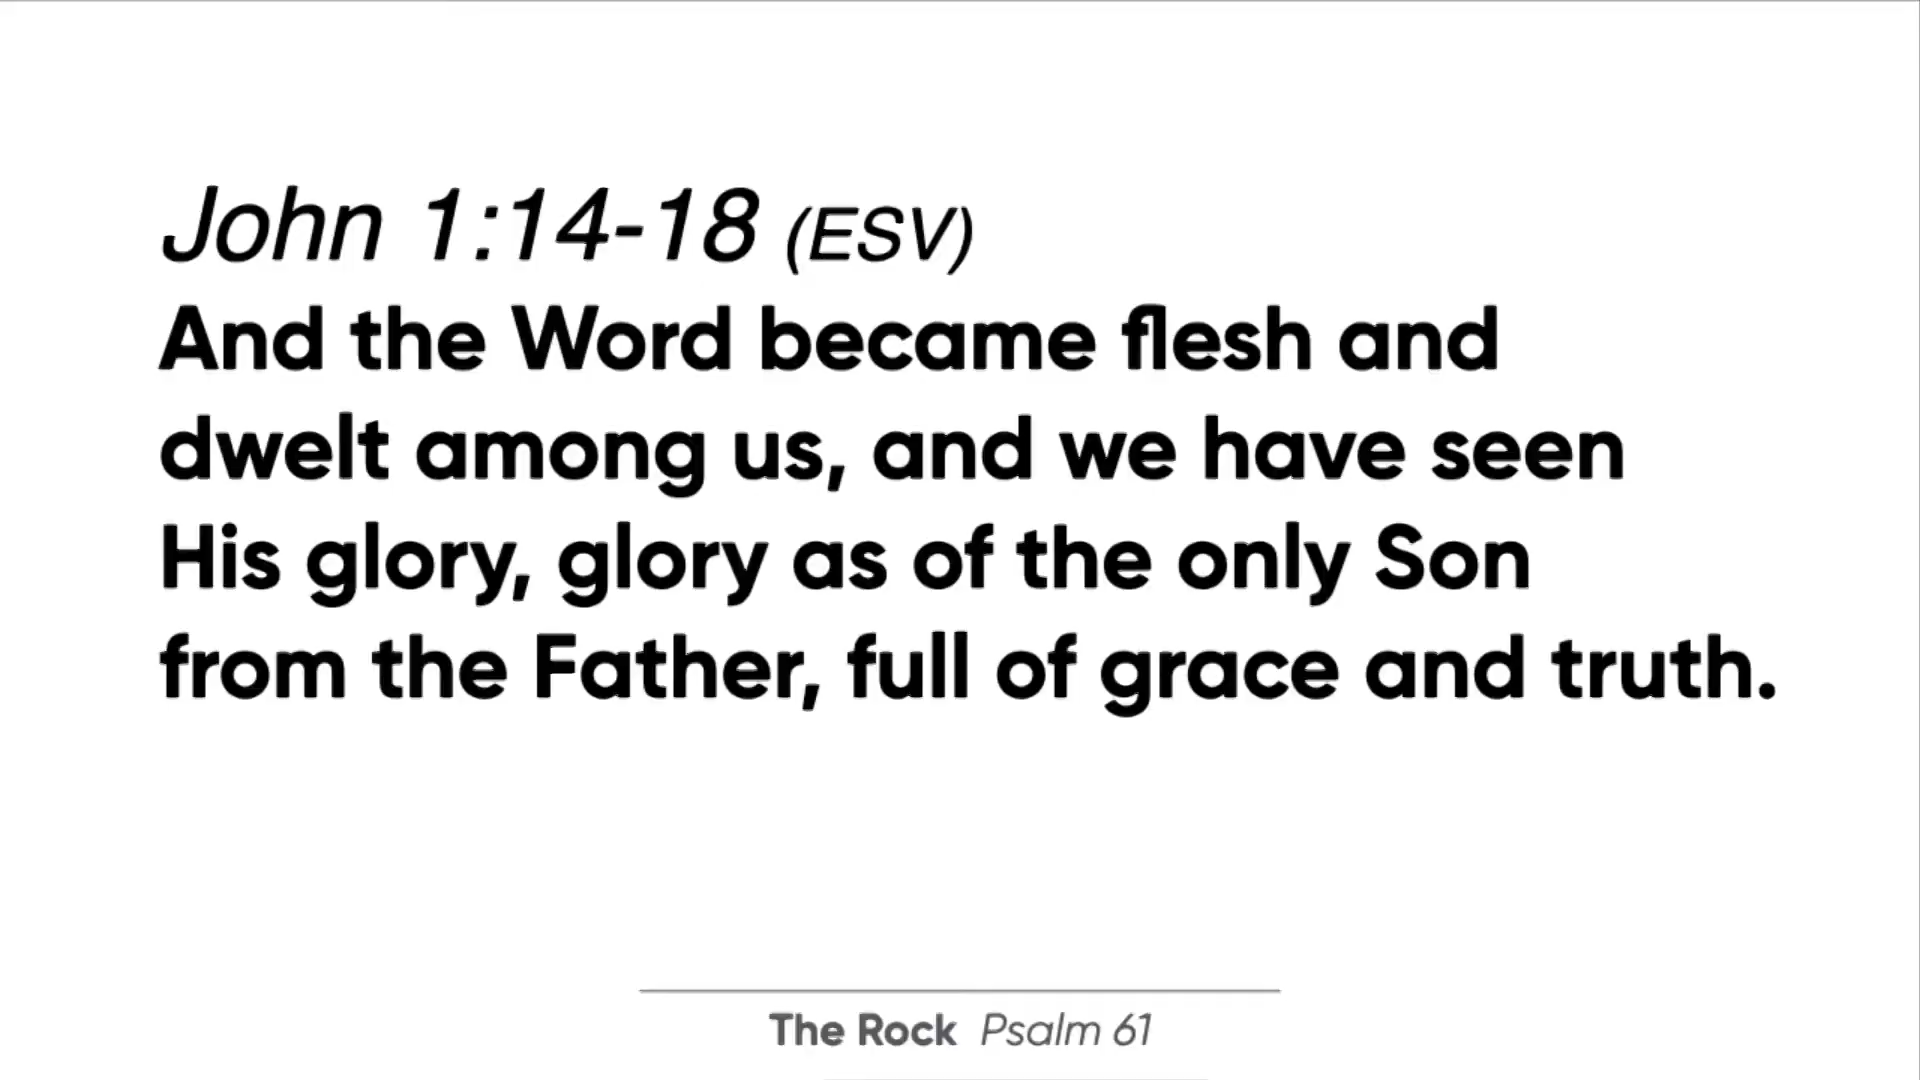 John 1:14-18 (ESV)
And the Word became flesh and
dwelt among us, and we have seen
His glory, glory as of the only Son
from the Father, full of grace and truth.
The Rock Psalm 61